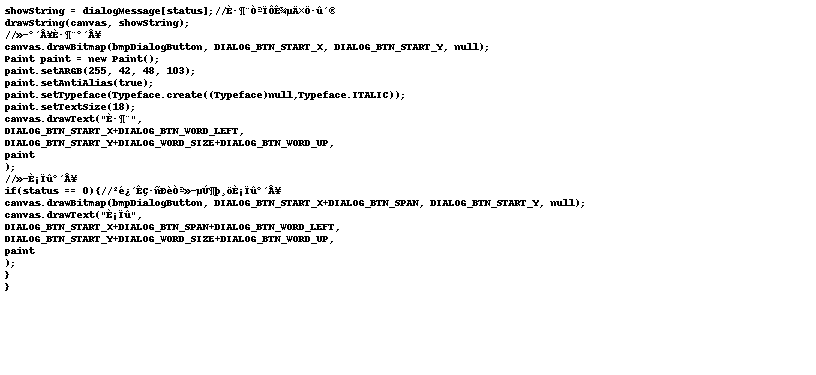 showString = dialogMessage[status];//È·¶¨ÒªÏÔÊ¾µÄ×Ö·û´®
drawString(canvas, showString);
//»-°´Å¥È·¶¨°´Å¥
canvas.drawBitmap(bmpDialogButton, DIALOG_BTN_START_X, DIALOG_BTN_START_Y, null);
Paint paint = new Paint();
paint.setARGB(255, 42, 48, 103);
paint.setAntiAlias(true);
paint.setTypeface(Typeface.create((Typeface)null,Typeface.ITALIC));
paint.setTextSize(18);
canvas.drawText("È·¶¨",
DIALOG_BTN_START_X+DIALOG_BTN_WORD_LEFT,
DIALOG_BTN_START_Y+DIALOG_WORD_SIZE+DIALOG_BTN_WORD_UP,
paint
);
//»-È¡Ïû°´Å¥
if(status == 0){//²é¿´ÊÇ·ñÐèÒª»-µÚ¶þ¸öÈ¡Ïû°´Å¥
canvas.drawBitmap(bmpDialogButton, DIALOG_BTN_START_X+DIALOG_BTN_SPAN, DIALOG_BTN_START_Y, null);
canvas.drawText("È¡Ïû",
DIALOG_BTN_START_X+DIALOG_BTN_SPAN+DIALOG_BTN_WORD_LEFT,
DIALOG_BTN_START_Y+DIALOG_WORD_SIZE+DIALOG_BTN_WORD_UP,
paint
);
}
}